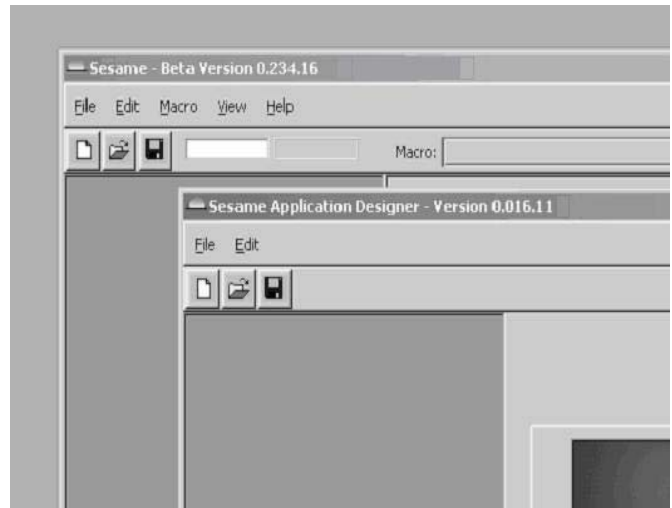 Sesame - Beta Version 0.234.16
File Edit Macro View Help
Macro:
Sesame Application Designer - Version 0.016.11
File Edit